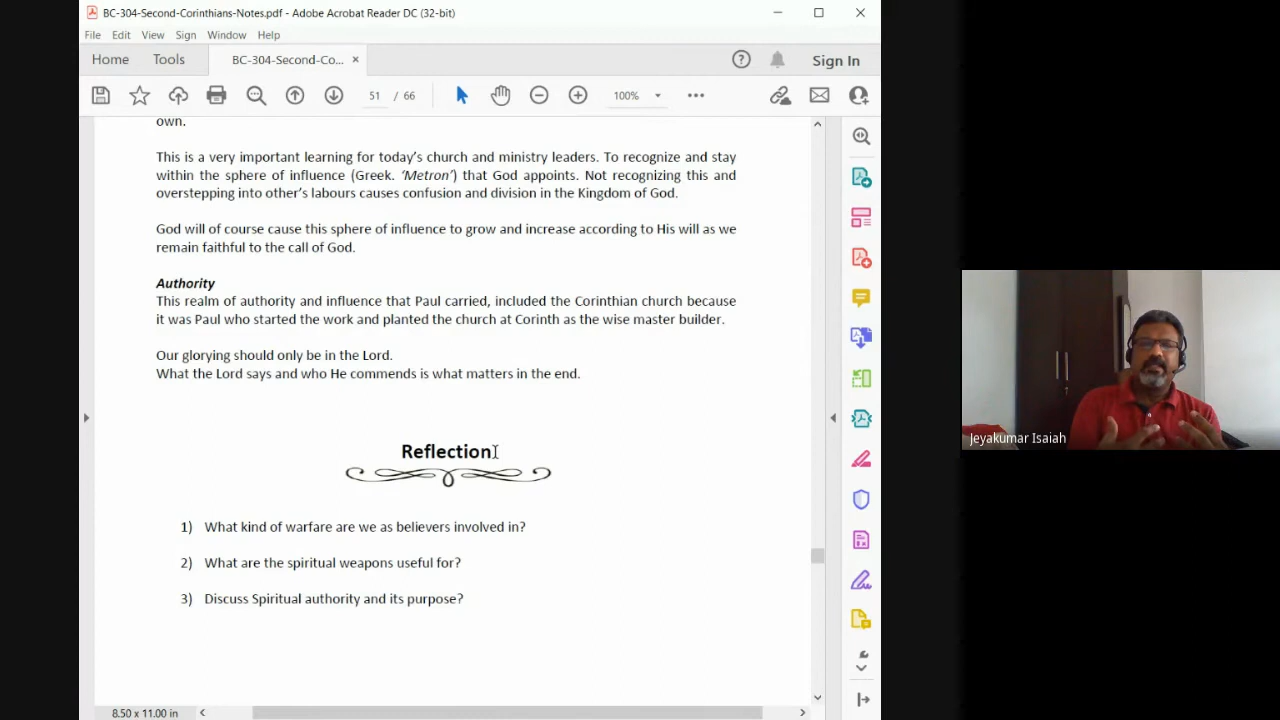 BC-304-Second-Corinthians-Notes.pdf - Adobe Acrobat Reader DC (32-bit)
File Edit View Sign Window Help
Home Tools BC-304-Second-Co... × Sign In
51 / 66 100%
own.
This is a very important learning for today's church and ministry leaders. To recognize and stay
within the sphere of influence (Greek. 'Metron') that God appoints. Not recognizing this and
overstepping into other's labours causes confusion and division in the Kingdom of God.
God will of course cause this sphere of influence to grow and increase according to His will as we
remain faithful to the call of God.
Authority
This realm of authority and influence that Paul carried, included the Corinthian church because
it was Paul who started the work and planted the church at Corinth as the wise master builder.
Our glorying should only be in the Lord.
What the Lord says and who He commends is what matters in the end.
Reflection
1) What kind of warfare are we as believers involved in?
2) What are the spiritual weapons useful for?
3) Discuss Spiritual authority and its purpose?
8.50 x 11.00 in
Jeyakumar Isaiah